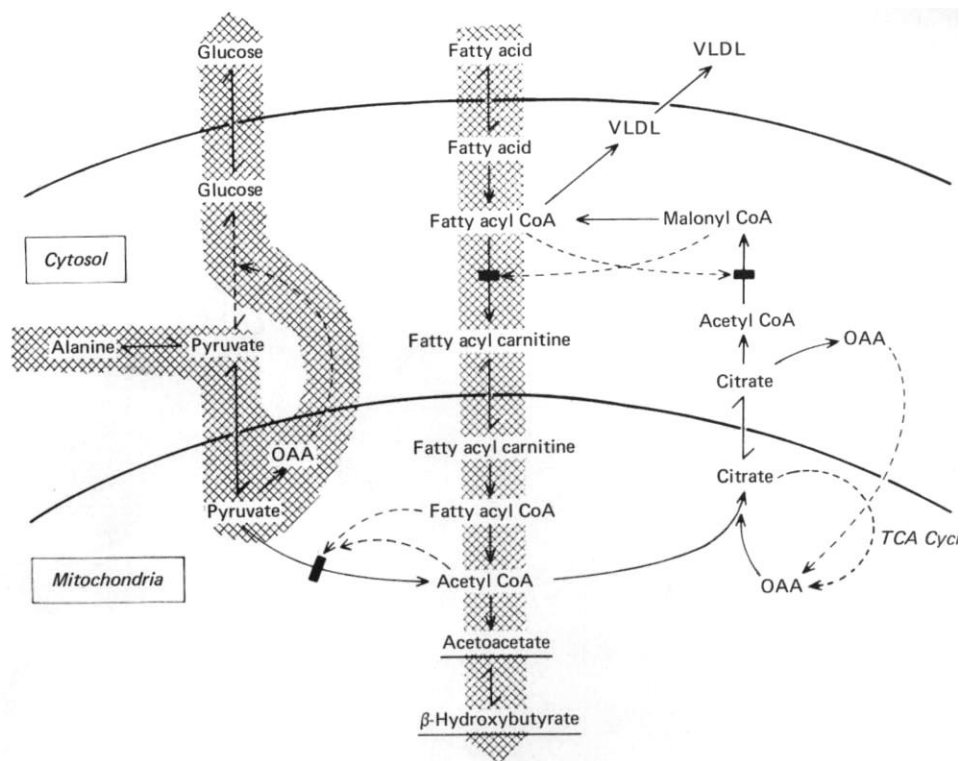 Glucose
Fatty acid
VLDL
VLDL
Fatty acid
Glucose
Fatty acyl CoA
Malonyl CoA
Cytosol
Acetyl CoA
OAA
Alanine
Pyruvate
Fatty acyl carnitine
Citrate
OAA
Fatty acyl carnitine
Citrate
Pyruvate
Fatty acyl CoA
TCA Cycl
Mitochondria
Acetyl CoA
OAA
Acetoacetate
β-Hydroxybutyrate